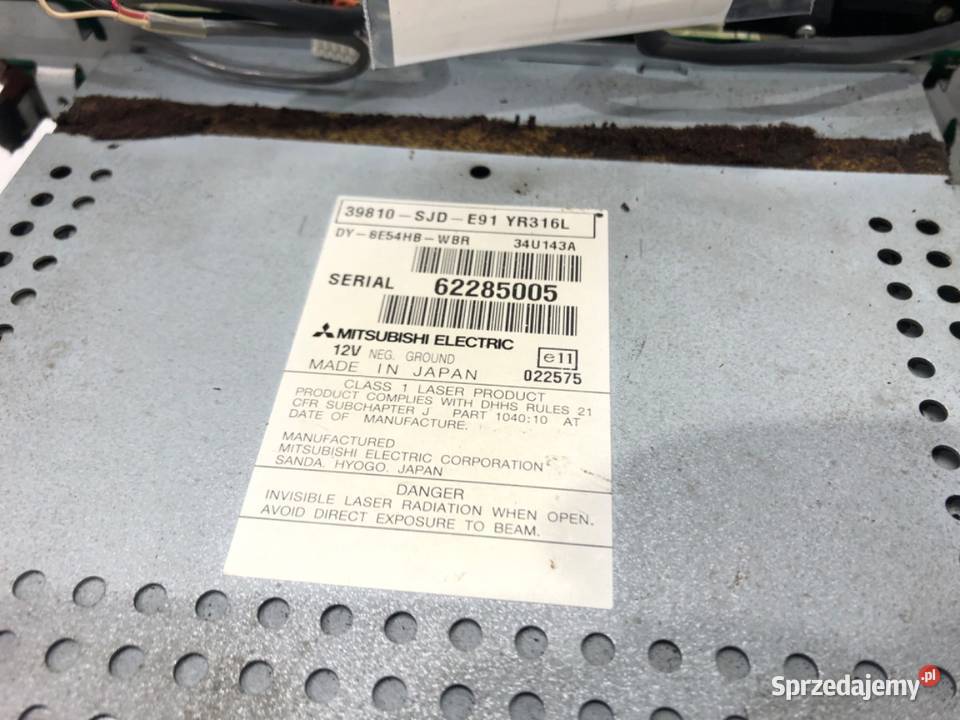 39810-SJD-E91 YR316L
DY-8E54HB-WBR 34U143A
SERIAL 62285005
MITSUBISHI ELECTRIC
12V NEG. GROUND e11
MADE IN JAPAN 022575
CLASS 1 LASER PRODUCT
PRODUCT COMPLIES WITH DHHS RULES 21
CFR SUBCHAPTER J PART 1040:10 AT
DATE OF MANUFACTURE.
MANUFACTURED
MITSUBISHI ELECTRIC CORPORATION
SANDA. HYOGO. JAPAN
DANGER
INVISIBLE LASER RADIATION WHEN OPEN.
AVOID DIRECT EXPOSURE TO BEAM.
Sprzedajemy.pl